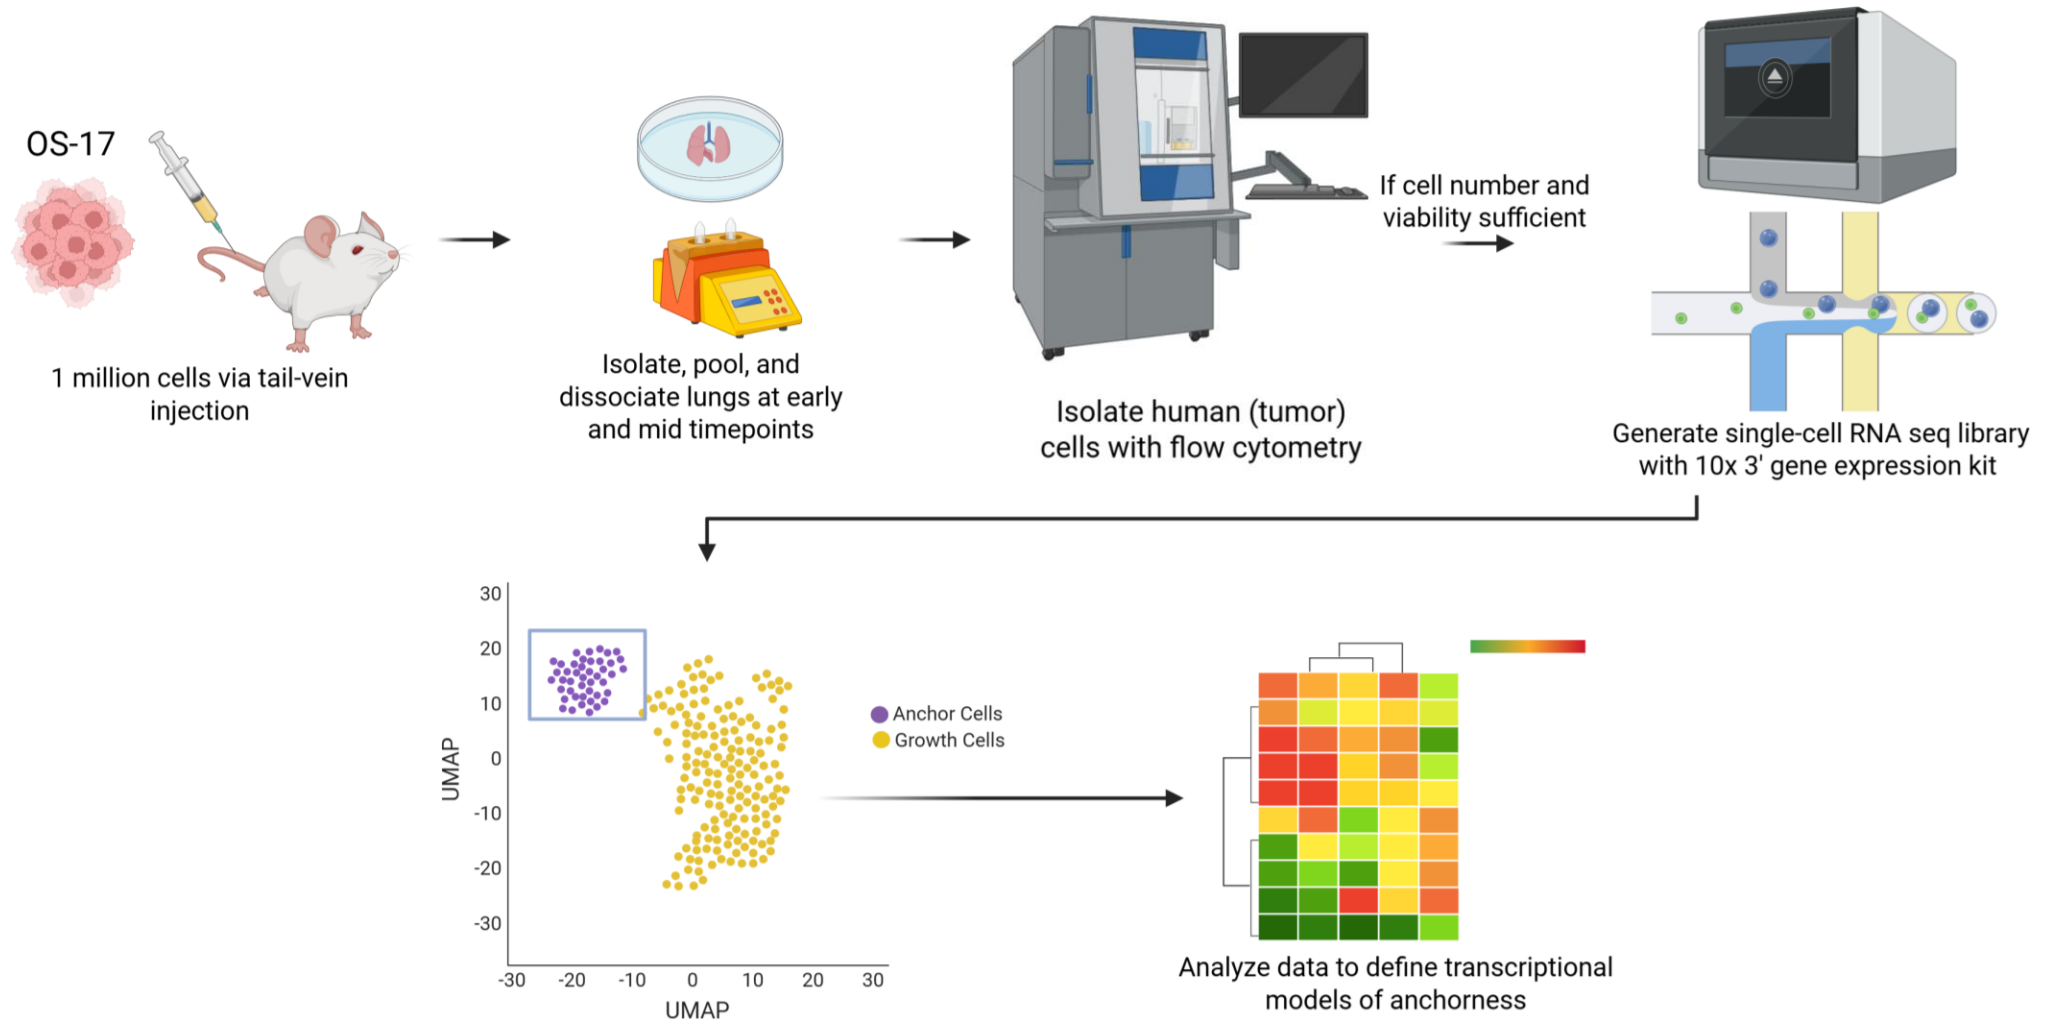 OS-17
1 million cells via tail-vein
injection
Isolate, pool, and
dissociate lungs at early
and mid timepoints
Isolate human (tumor)
cells with flow cytometry
If cell number and
viability sufficient
Generate single-cell RNA seq library
with 10x 3' gene expression kit
30
20
10
0
-10
-20
-30
UMAP
-30 -20 -10 0 10 20 30
UMAP
Anchor Cells
Growth Cells
Analyze data to define transcriptional
models of anchorness